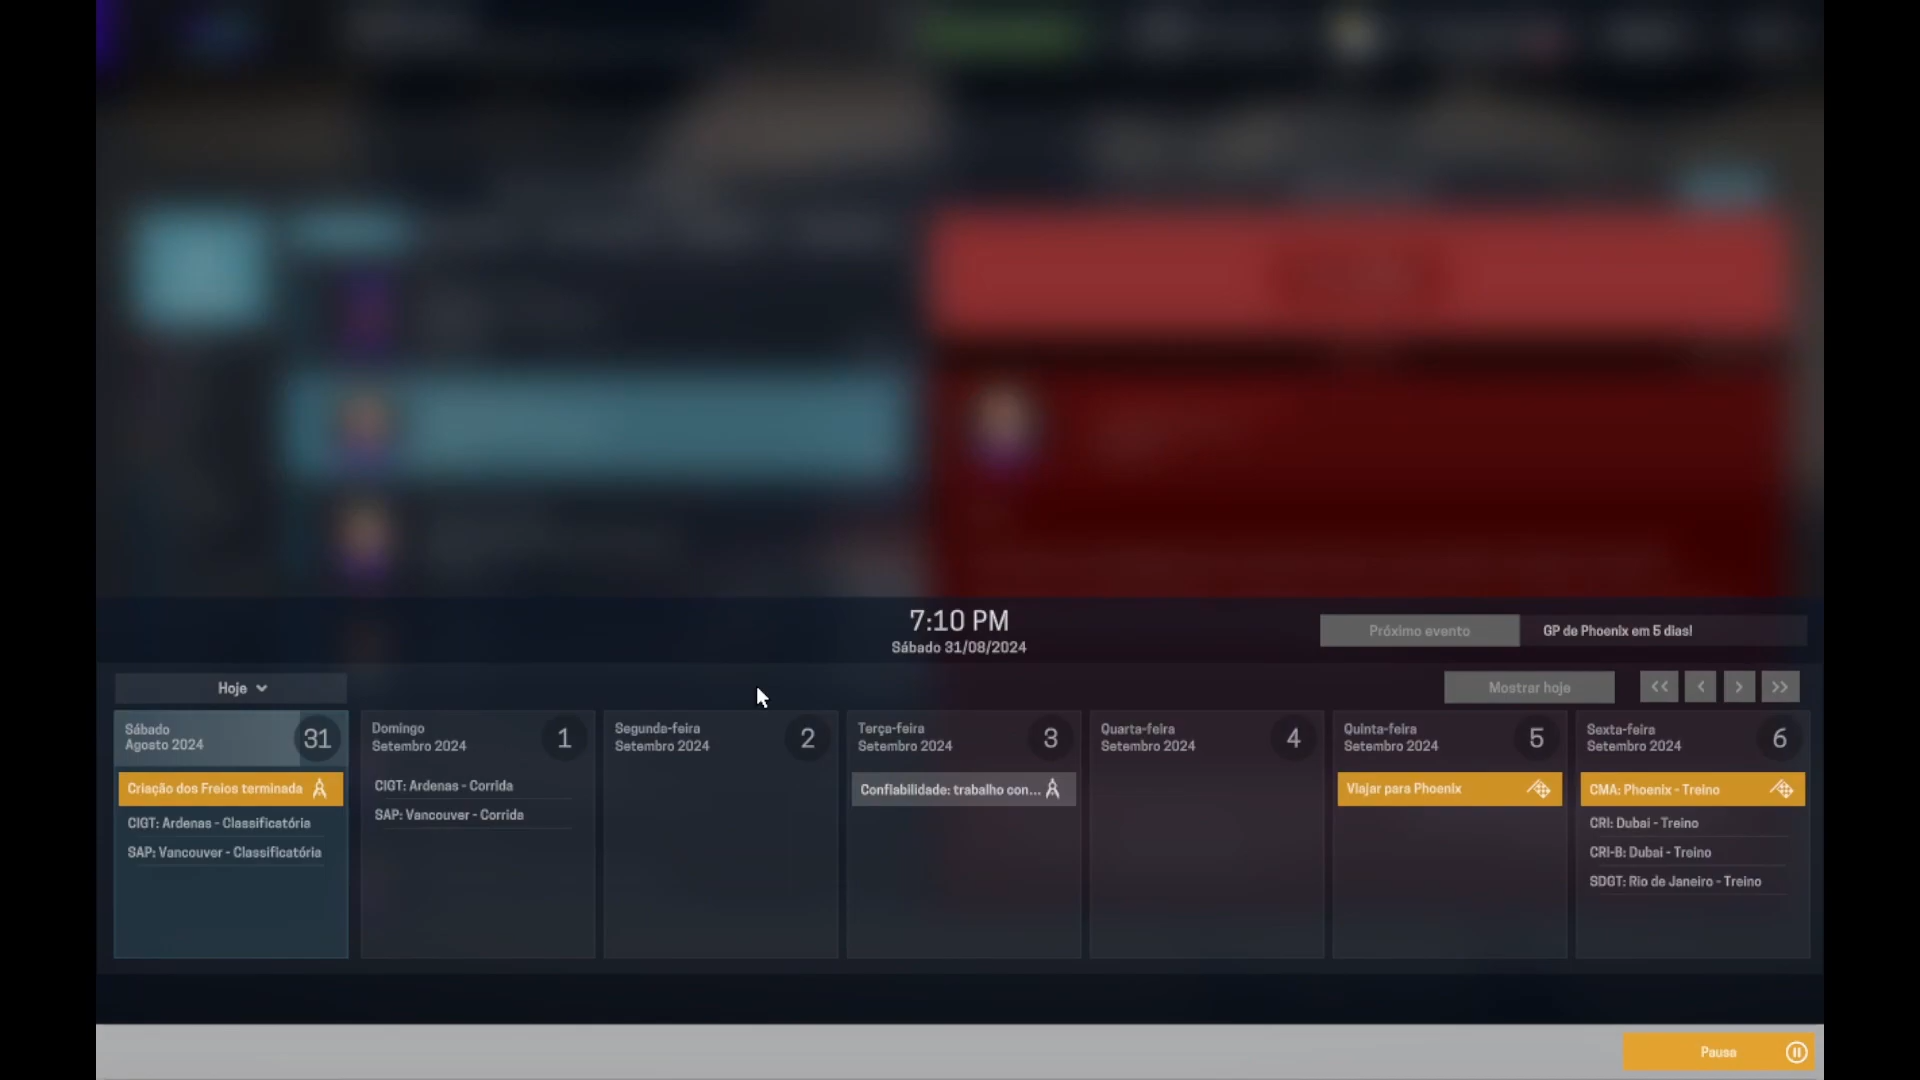 7:10 PM
Sábado 31/08/2024
Próximo evento
GP de Phoenix em 5 dias!
Hoje
Mostrar hoje
<<
<
>
>>
Sábado
Agosto 2024
31
Criação dos Freios terminada
CIGT: Ardenas - Classificatória
SAP: Vancouver - Classificatória
Domingo
Setembro 2024
1
CIGT: Ardenas - Corrida
SAP: Vancouver - Corrida
Segunda-feira
Setembro 2024
2
Terça-feira
Setembro 2024
3
Confiabilidade: trabalho con...
Quarta-feira
Setembro 2024
4
Quinta-feira
Setembro 2024
5
Viajar para Phoenix
Sexta-feira
Setembro 2024
6
CMA: Phoenix - Treino
CRI: Dubai - Treino
CRI-B: Dubai - Treino
SDGT: Rio de Janeiro - Treino
Pausa